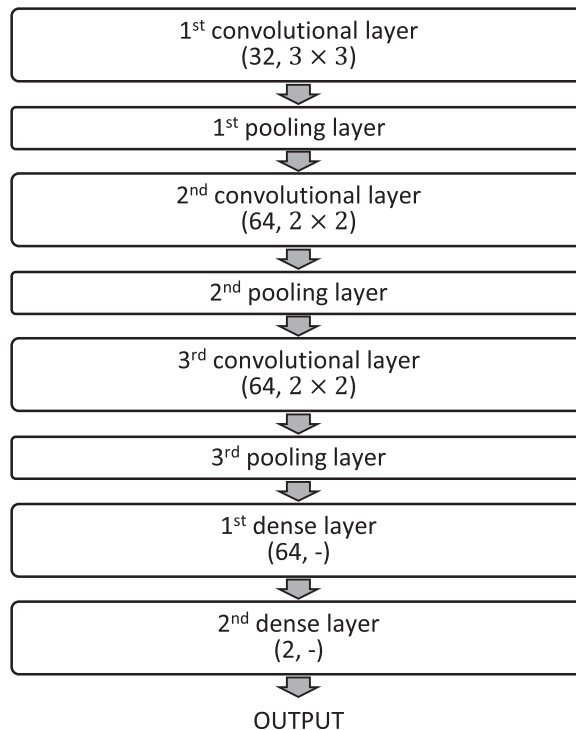 1st convolutional layer
(32, 3 × 3)
1st pooling layer
2nd convolutional layer
(64, 2 × 2)
2nd pooling layer
3rd convolutional layer
(64, 2 × 2)
3rd pooling layer
1st dense layer
(64, -)
2nd dense layer
(2, -)
OUTPUT